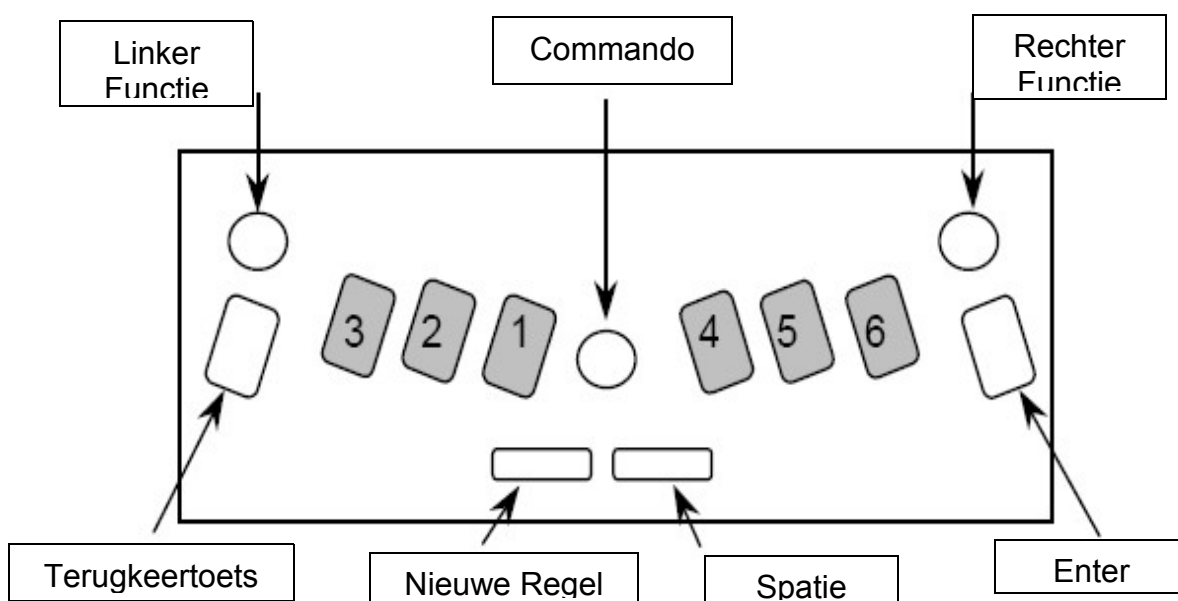 Linker
Functie
Commando
Rechter
Functie
3 2 1 4 5 6
Terugkeertoets
Nieuwe Regel
Spatie
Enter